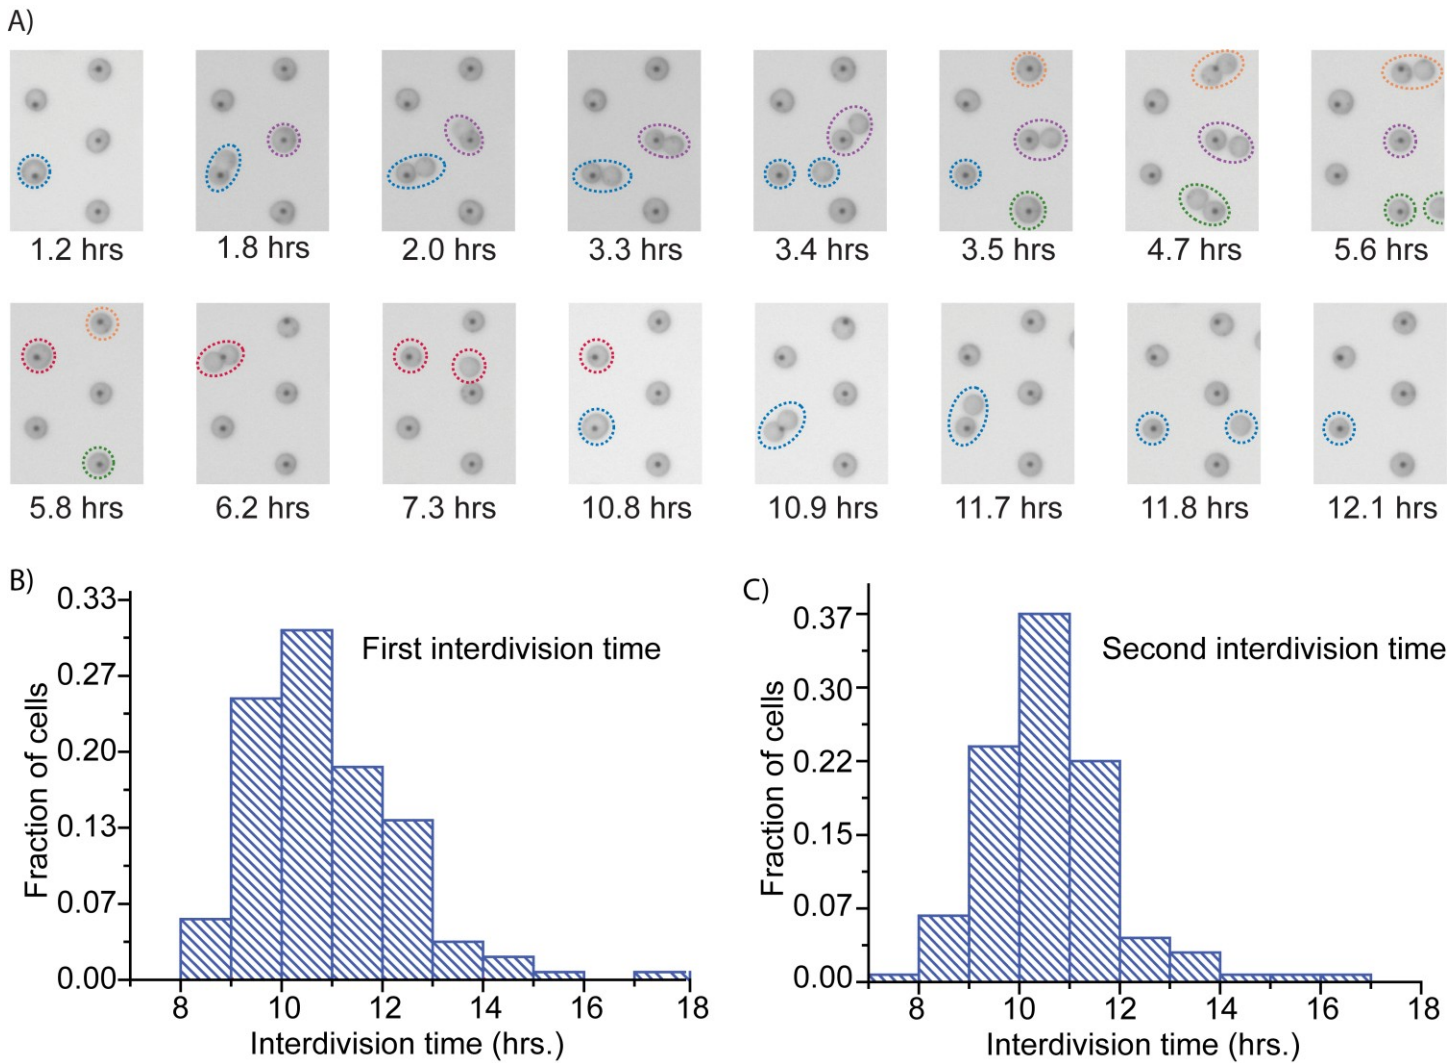 A)
1.2 hrs 1.8 hrs 2.0 hrs 3.3 hrs 3.4 hrs 3.5 hrs 4.7 hrs 5.6 hrs
5.8 hrs 6.2 hrs 7.3 hrs 10.8 hrs 10.9 hrs 11.7 hrs 11.8 hrs 12.1 hrs
B)
First interdivision time
Fraction of cells
0.33
0.27
0.20
0.13
0.07
0.00
8 10 12 14 16 18
Interdivision time (hrs.)
C)
Second interdivision time
Fraction of cells
0.37
0.30
0.22
0.15
0.07
0.00
8 10 12 14 16 18
Interdivision time (hrs.)